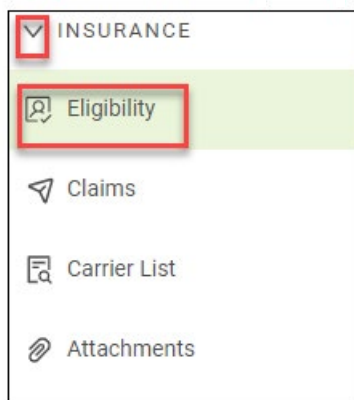 INSURANCE
Eligibility
Claims
Carrier List
Attachments